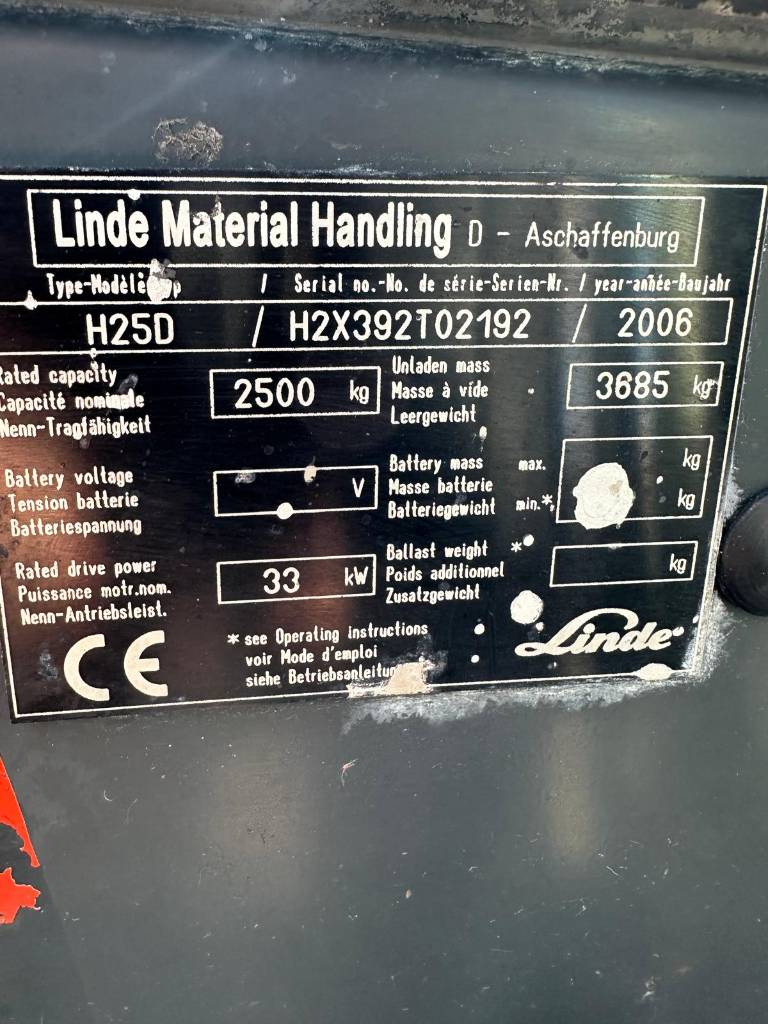 Linde Material Handling D - Aschaffenburg
Type-Modèle / Serial no.-No. de série-Serien-Nr. / year-année-Baujahr
H25D / H2X392T02192 / 2006
Rated capacity
Capacité nominale
Nenn-Tragfähigkeit
2500 kg
Unladen mass
Masse à vide
Leergewicht
3685 kg
Battery voltage
Tension batterie
Batteriespannung
V
Battery mass max.
Masse batterie
Batteriegewicht min.*
kg
kg
Rated drive power
Puissance motr.nom.
Nenn-Antriebsleist.
33 kW
Ballast weight *
Poids additionnel
Zusatzgewicht
kg
CE
* see Operating instructions
voir Mode d'emploi
siehe Betriebsanleitung
Linde